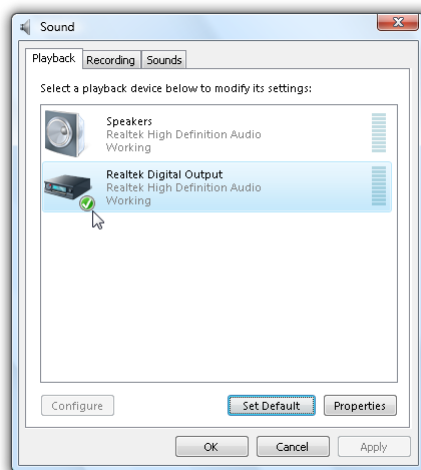 Sound
Playback Recording Sounds
Select a playback device below to modify its settings:
Speakers
Realtek High Definition Audio
Working
Realtek Digital Output
Realtek High Definition Audio
Working
Configure Set Default Properties
OK Cancel Apply